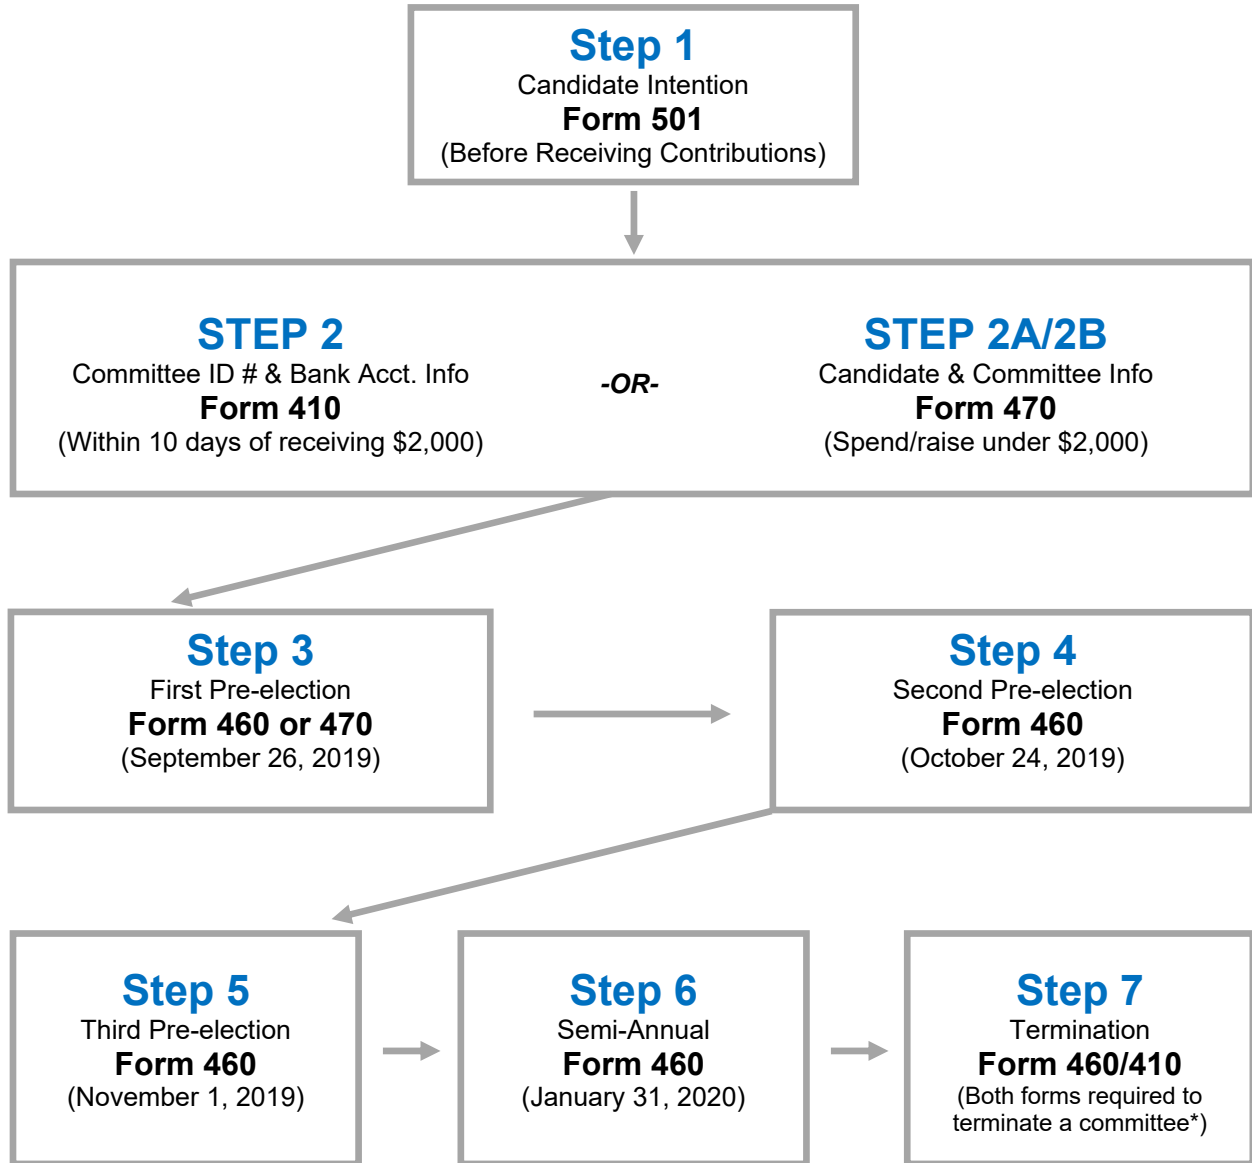 Step 1
Candidate Intention
Form 501
(Before Receiving Contributions)
STEP 2
Committee ID # & Bank Acct. Info
Form 410
(Within 10 days of receiving $2,000)
-OR-
STEP 2A/2B
Candidate & Committee Info
Form 470
(Spend/raise under $2,000)
Step 3
First Pre-election
Form 460 or 470
(September 26, 2019)
Step 4
Second Pre-election
Form 460
(October 24, 2019)
Step 5
Third Pre-election
Form 460
(November 1, 2019)
Step 6
Semi-Annual
Form 460
(January 31, 2020)
Step 7
Termination
Form 460/410
(Both forms required to
terminate a committee*)